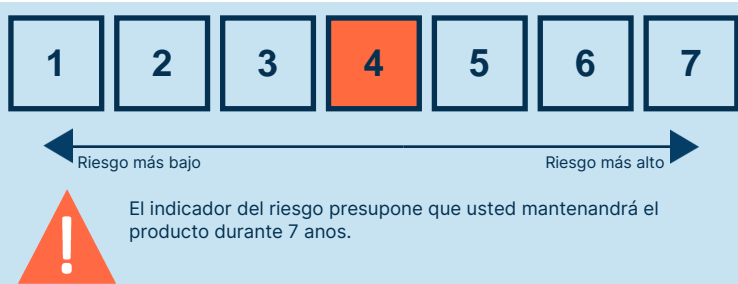 1 2 3 4 5 6 7
Riesgo más bajo Riesgo más alto
El indicador del riesgo presupone que usted mantenandrá el
producto durante 7 anos.